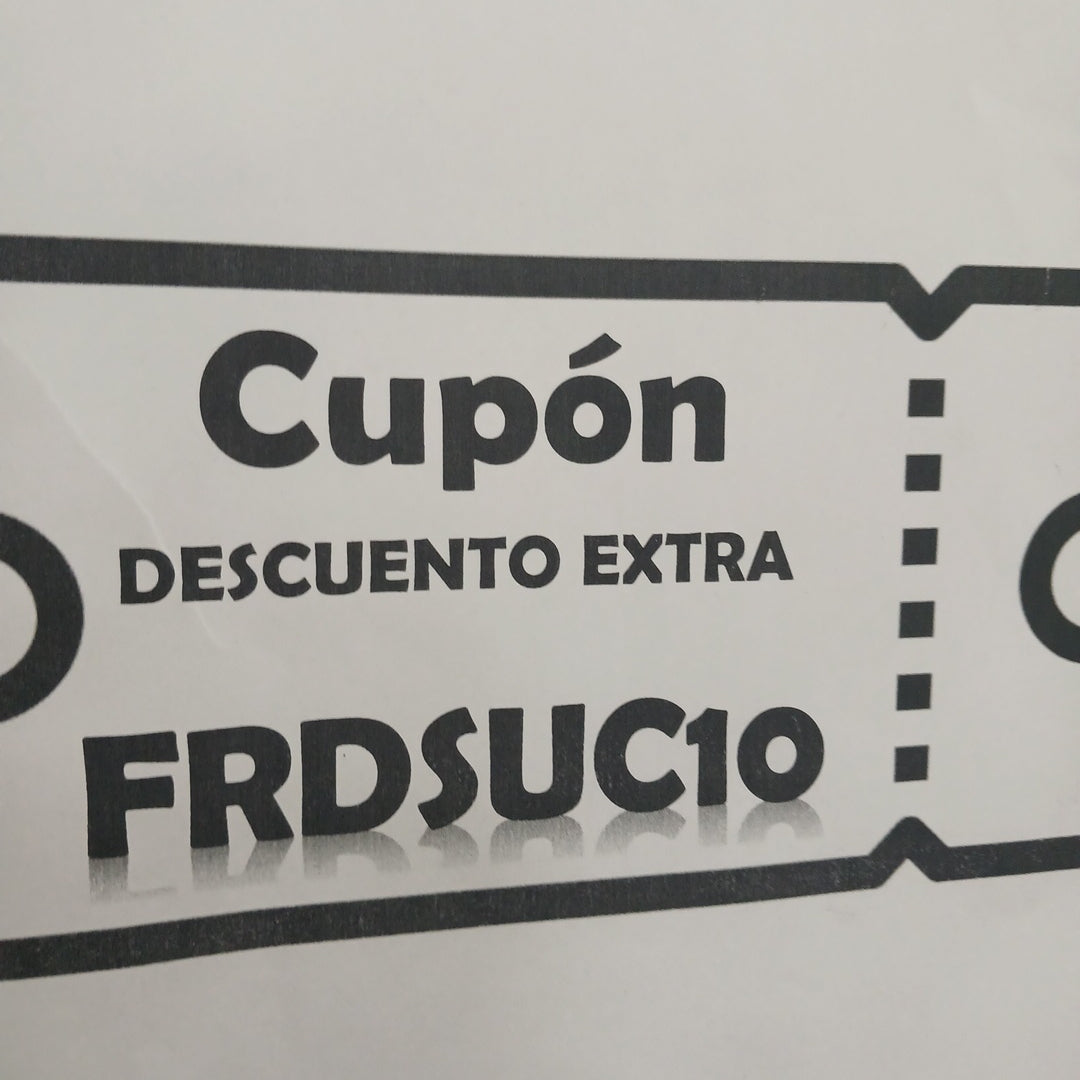 Cupón
DESCUENTO EXTRA
FRDSUC10